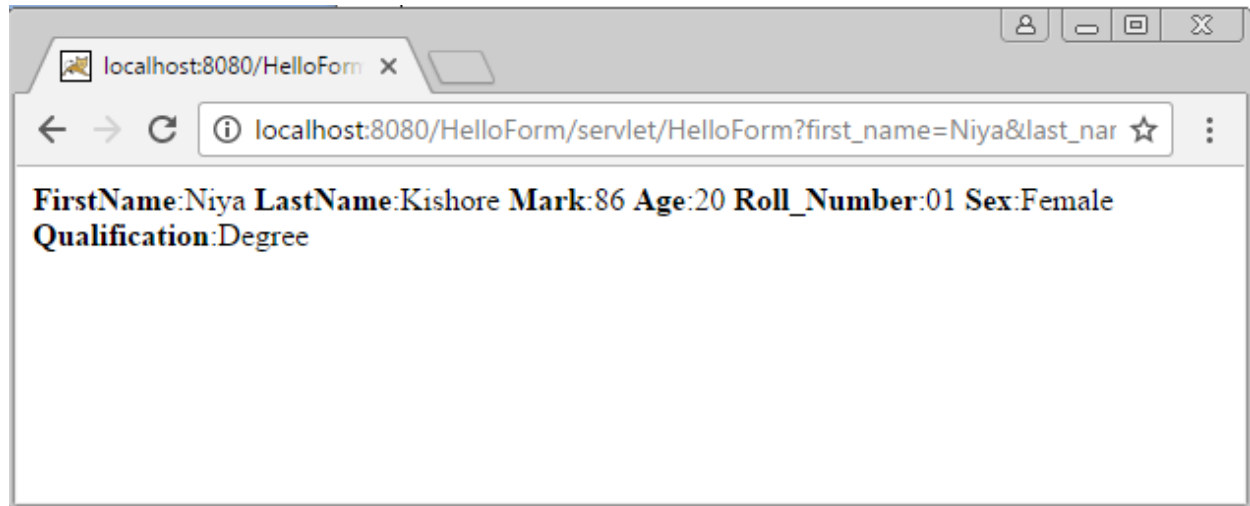 localhost:8080/HelloForm
localhost:8080/HelloForm/servlet/HelloForm?first_name=Niya&last_nar
FirstName:Niya LastName:Kishore Mark:86 Age:20 Roll_Number:01 Sex:Female
Qualification:Degree